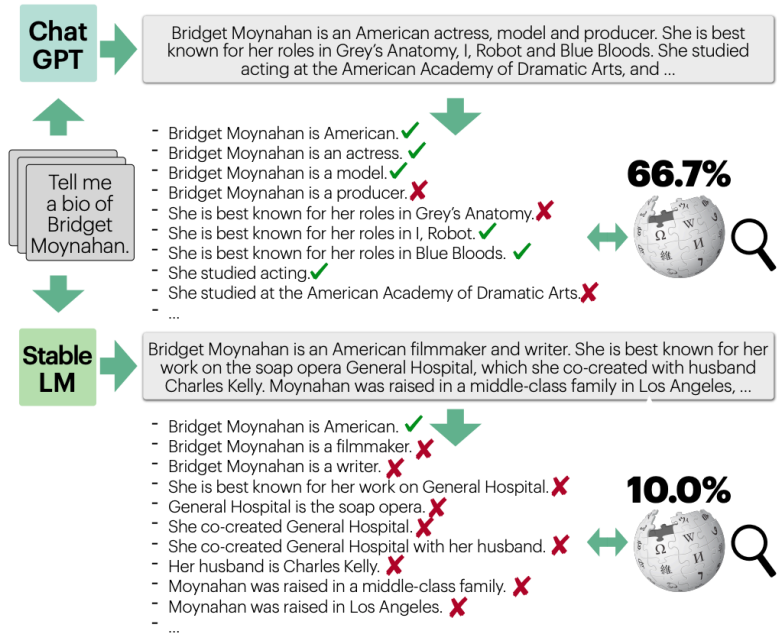 Chat
GPT
Bridget Moynahan is an American actress, model and producer. She is best
known for her roles in Grey's Anatomy, I, Robot and Blue Bloods. She studied
acting at the American Academy of Dramatic Arts, and ...
Tell me
a bio of
Bridget
Moynahan.
- Bridget Moynahan is American. ✓
- Bridget Moynahan is an actress. ✓
- Bridget Moynahan is a model. ✓
- Bridget Moynahan is a producer. ✗
- She is best known for her roles in Grey's Anatomy. ✗
- She is best known for her roles in I, Robot. ✓
- She is best known for her roles in Blue Bloods. ✓
- She studied acting. ✓
- She studied at the American Academy of Dramatic Arts. ✗
- ...
66.7%
Ω W И
Stable
LM
Bridget Moynahan is an American filmmaker and writer. She is best known for her
work on the soap opera General Hospital, which she co-created with husband
Charles Kelly. Moynahan was raised in a middle-class family in Los Angeles, ...
- Bridget Moynahan is American. ✓
- Bridget Moynahan is a filmmaker. ✗
- Bridget Moynahan is a writer. ✗
- She is best known for her work on General Hospital. ✗
- General Hospital is the soap opera. ✗
- She co-created General Hospital. ✗
- She co-created General Hospital with her husband. ✗
- Her husband is Charles Kelly. ✗
- Moynahan was raised in a middle-class family. ✗
- Moynahan was raised in Los Angeles. ✗
- ...
10.0%
Ω W И